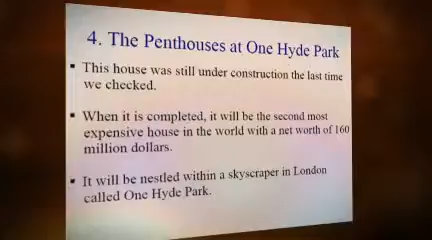 4. The Penthouses at One Hyde Park
▪ This house was still under construction the last time
we checked.
▪ When it is completed, it will be the second most
expensive house in the world with a net worth of 160
million dollars.
▪ It will be nestled within a skyscraper in London
called One Hyde Park.